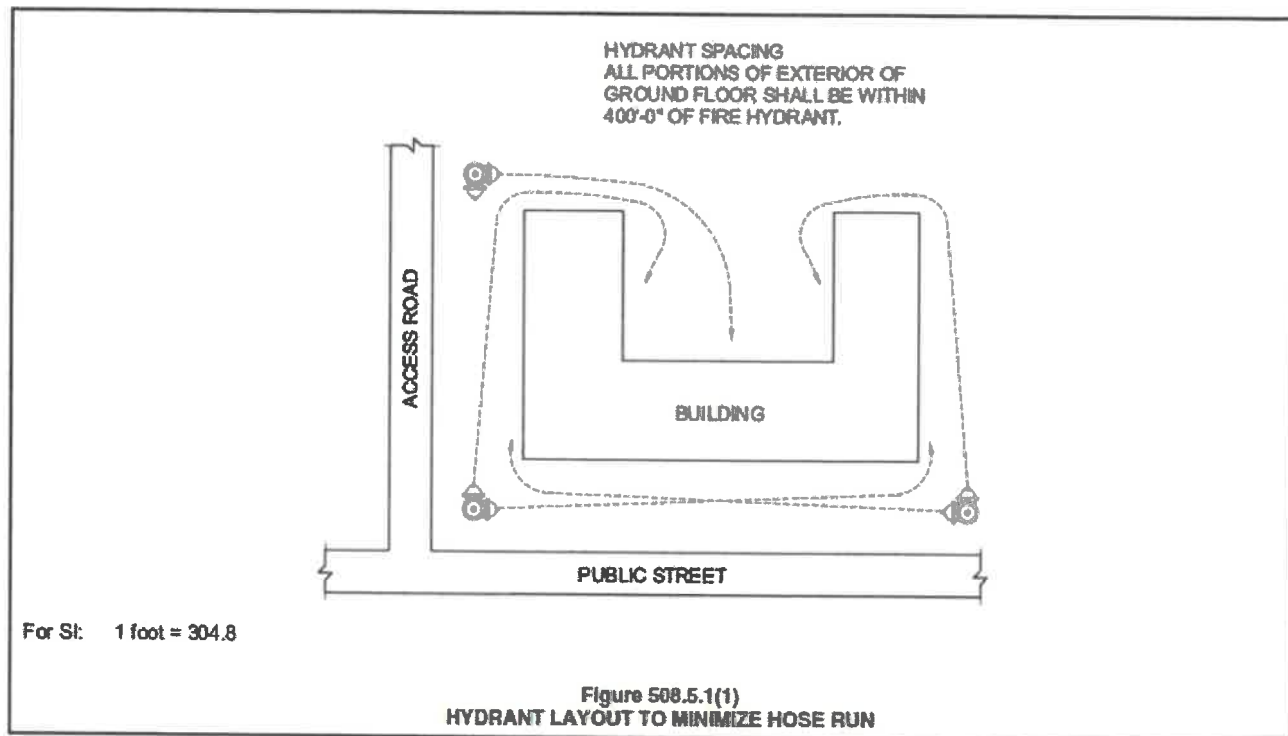 HYDRANT SPACING
ALL PORTIONS OF EXTERIOR OF
GROUND FLOOR SHALL BE WITHIN
400'-0" OF FIRE HYDRANT.
ACCESS ROAD
BUILDING
PUBLIC STREET
For SI: 1 foot = 304.8
Figure 508.5.1(1)
HYDRANT LAYOUT TO MINIMIZE HOSE RUN